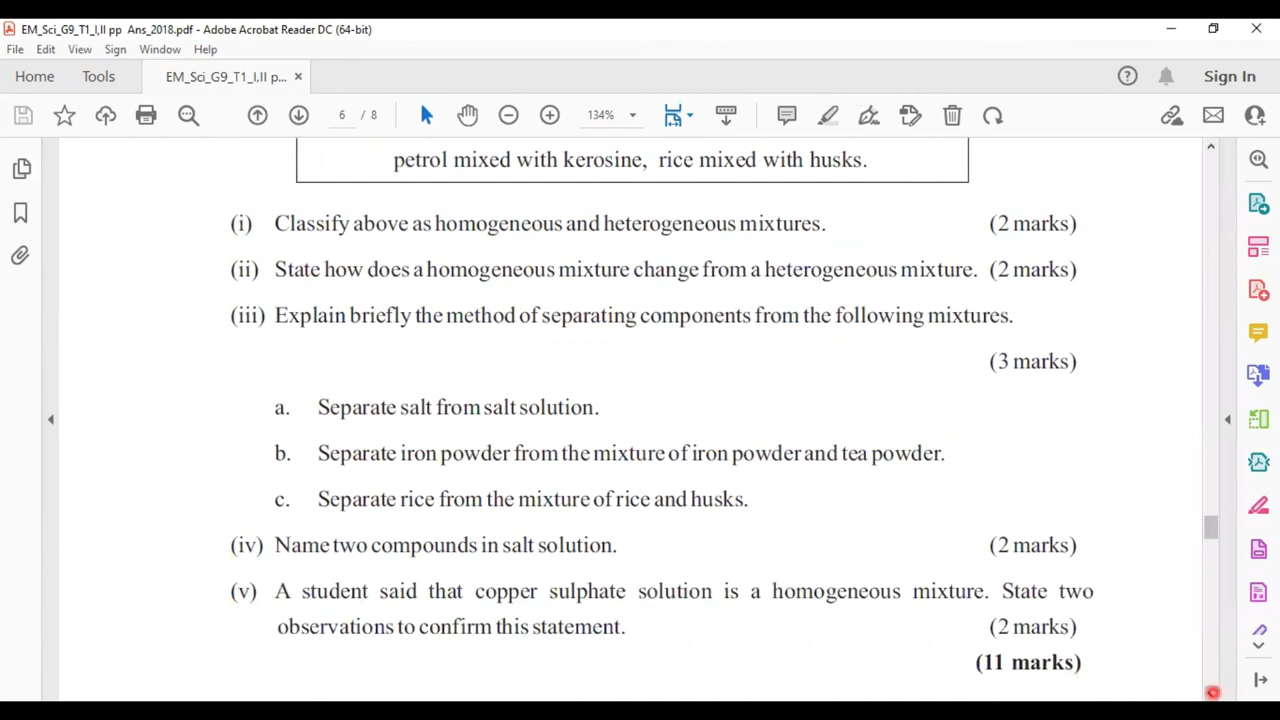 EM_Sci_G9_T1_I,II pp  Ans_2018.pdf - Adobe Acrobat Reader DC (64-bit)
File Edit View Sign Window Help
Home Tools EM_Sci_G9_T1_I,II p... × Sign In
6 / 8 134%
petrol mixed with kerosine,  rice mixed with husks.
(i) Classify above as homogeneous and heterogeneous mixtures. (2 marks)
(ii) State how does a homogeneous mixture change from a heterogeneous mixture. (2 marks)
(iii) Explain briefly the method of separating components from the following mixtures.
(3 marks)
a. Separate salt from salt solution.
b. Separate iron powder from the mixture of iron powder and tea powder.
c. Separate rice from the mixture of rice and husks.
(iv) Name two compounds in salt solution. (2 marks)
(v) A student said that copper sulphate solution is a homogeneous mixture. State two
observations to confirm this statement. (2 marks)
(11 marks)